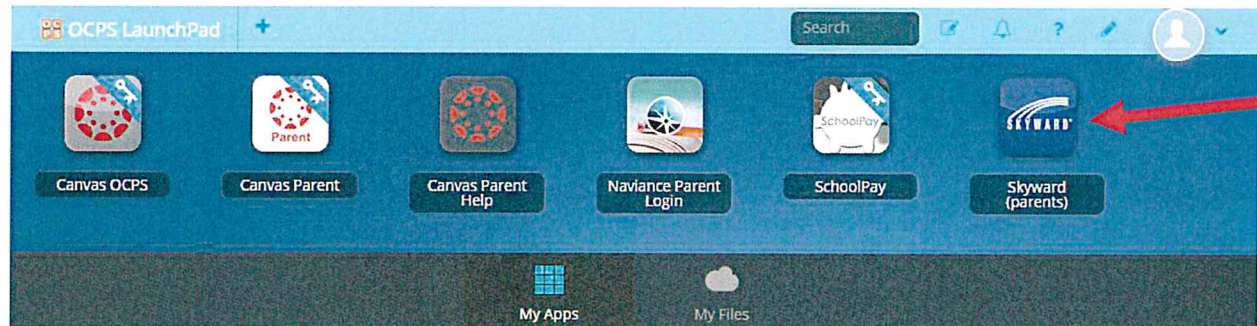 OCPS LaunchPad +
Search ?
Parent
SchoolPay
SKYWARD
Canvas OCPS
Canvas Parent
Canvas Parent
Help
Naviance Parent
Login
SchoolPay
Skyward
(parents)
My Apps
My Files